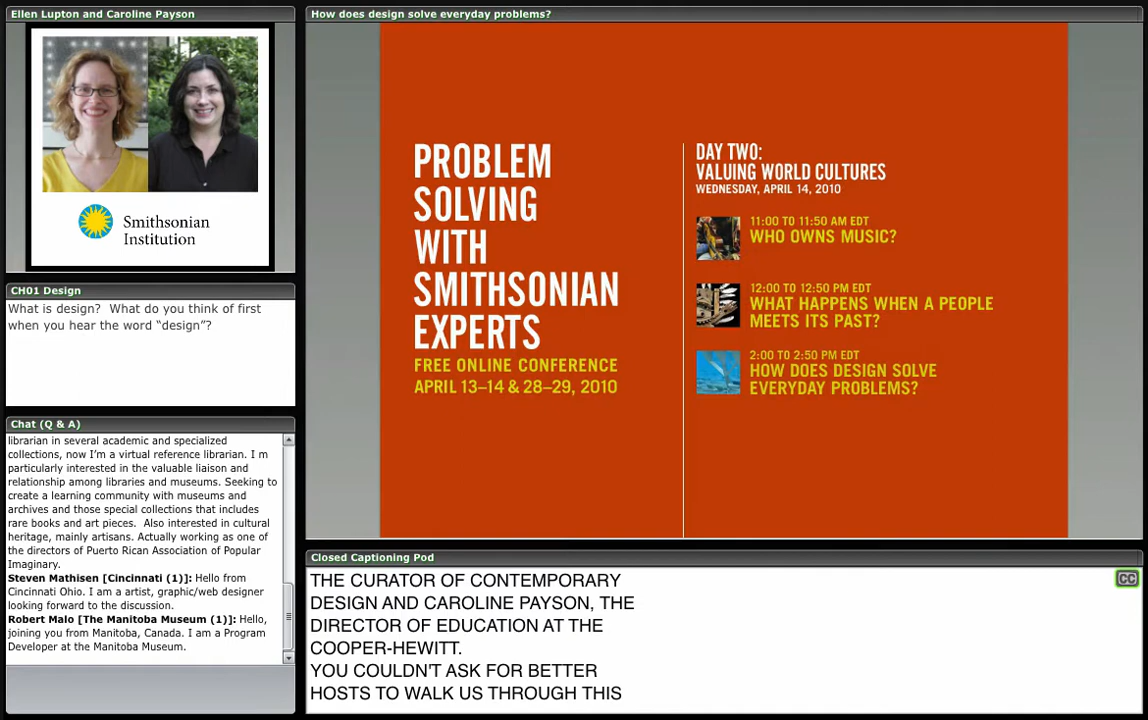 Ellen Lupton and Caroline Payson
Smithsonian
Institution
CH01 Design
What is design?  What do you think of first
when you hear the word “design”?
Chat (Q & A)
librarian in several academic and specialized
collections, now I’m a virtual reference librarian. I m
particularly interested in the valuable liaison and
relationship among libraries and museums. Seeking to
create a learning community with museums and
archives and those special collections that includes
rare books and art pieces.  Also interested in cultural
heritage, mainly artisans. Actually working as one of
the directors of Puerto Rican Association of Popular
Imaginary.
Steven Mathisen [Cincinnati (1)]: Hello from
Cincinnati Ohio. I am a artist, graphic/web designer
looking forward to the discussion.
Robert Malo [The Manitoba Museum (1)]: Hello,
joining you from Manitoba, Canada. I am a Program
Developer at the Manitoba Museum.
How does design solve everyday problems?
PROBLEM
SOLVING
WITH
SMITHSONIAN
EXPERTS
FREE ONLINE CONFERENCE
APRIL 13–14 & 28–29, 2010
DAY TWO:
VALUING WORLD CULTURES
WEDNESDAY, APRIL 14, 2010
11:00 TO 11:50 AM EDT
WHO OWNS MUSIC?
12:00 TO 12:50 PM EDT
WHAT HAPPENS WHEN A PEOPLE
MEETS ITS PAST?
2:00 TO 2:50 PM EDT
HOW DOES DESIGN SOLVE
EVERYDAY PROBLEMS?
Closed Captioning Pod
THE CURATOR OF CONTEMPORARY
DESIGN AND CAROLINE PAYSON, THE
DIRECTOR OF EDUCATION AT THE
COOPER-HEWITT.
YOU COULDN'T ASK FOR BETTER
HOSTS TO WALK US THROUGH THIS
CC